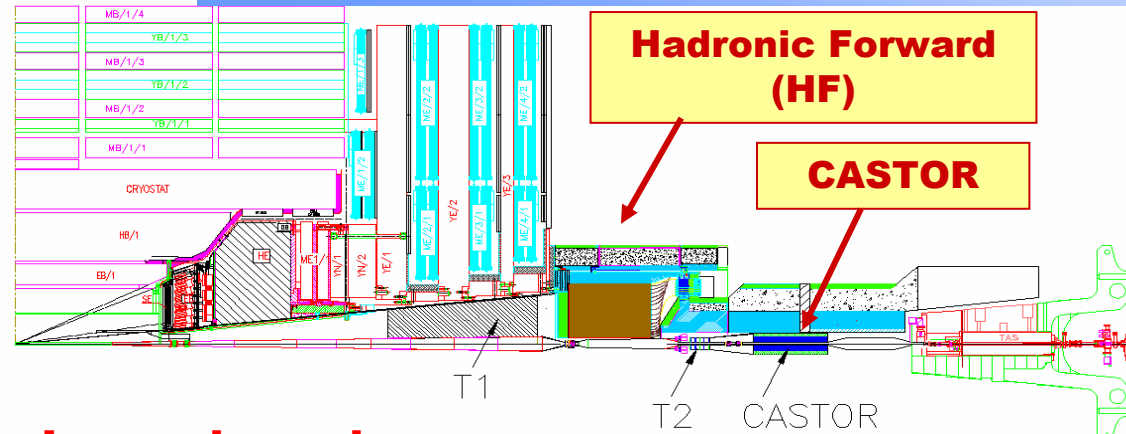 MB/1/4
YB/1/3
MB/1/3
YB/1/2
MB/1/2
YB/1/1
MB/1/1
CRYOSTAT
HB/1
EB/1
SE
HE
ME1/1
YN/1
YN/2
YE/1
ME/1/2
ME/1/3
ME/2/2
ME/2/1
YE/2
ME/3/2
ME/3/1
YE/3
ME/4/2
ME/4/1
Hadronic Forward
(HF)
CASTOR
TAS
T1
T2
CASTOR